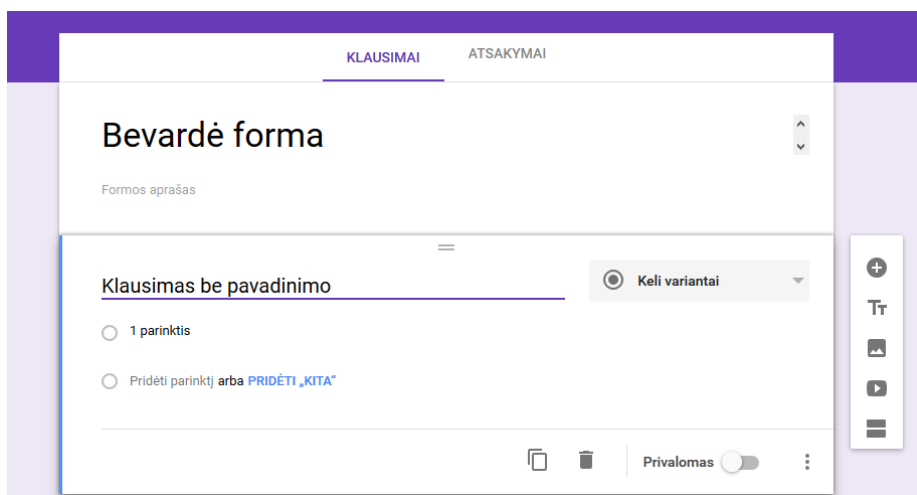 KLAUSIMAI ATSAKYMAI
Bevardė forma
Formos aprašas
Klausimas be pavadinimo
Keli variantai
1 parinktis
Pridėti parinktį arba PRIDĖTI „KITA“
Privalomas
Tт